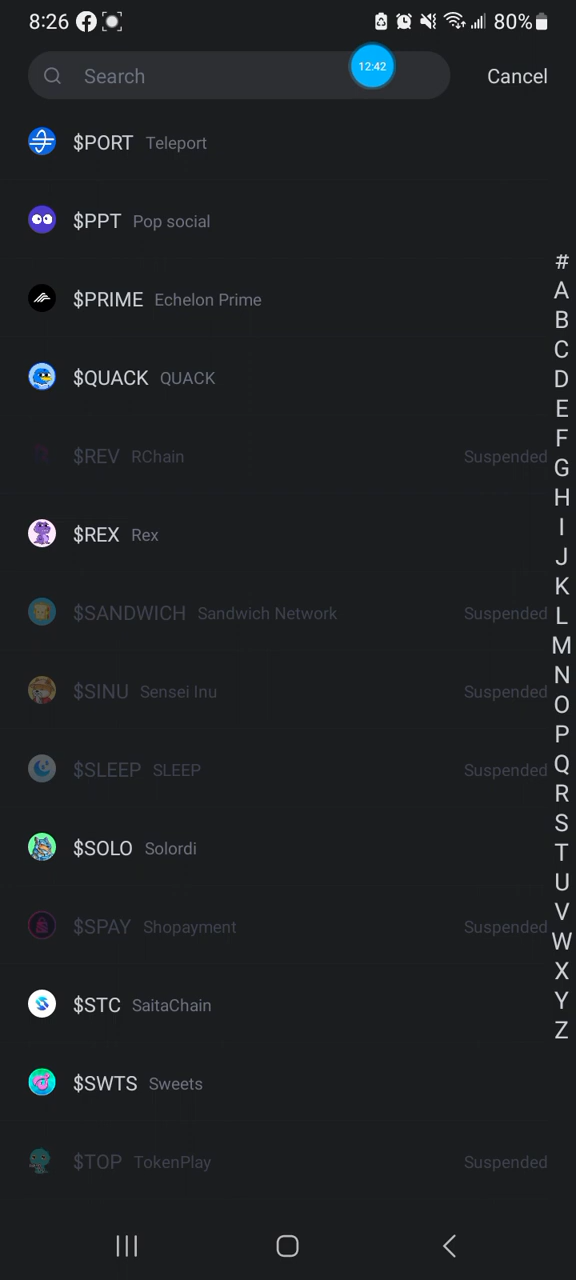 8:26 80%
Search 12:42 Cancel
$PORT Teleport
$PPT Pop social
$PRIME Echelon Prime
$QUACK QUACK
$REV RChain Suspended
$REX Rex
$SANDWICH Sandwich Network Suspended
$SINU Sensei Inu Suspended
$SLEEP SLEEP Suspended
$SOLO Solordi
$SPAY Shopayment Suspended
$STC SaitaChain
$SWTS Sweets
$TOP TokenPlay Suspended
#
A
B
C
D
E
F
G
H
I
J
K
L
M
N
O
P
Q
R
S
T
U
V
W
X
Y
Z